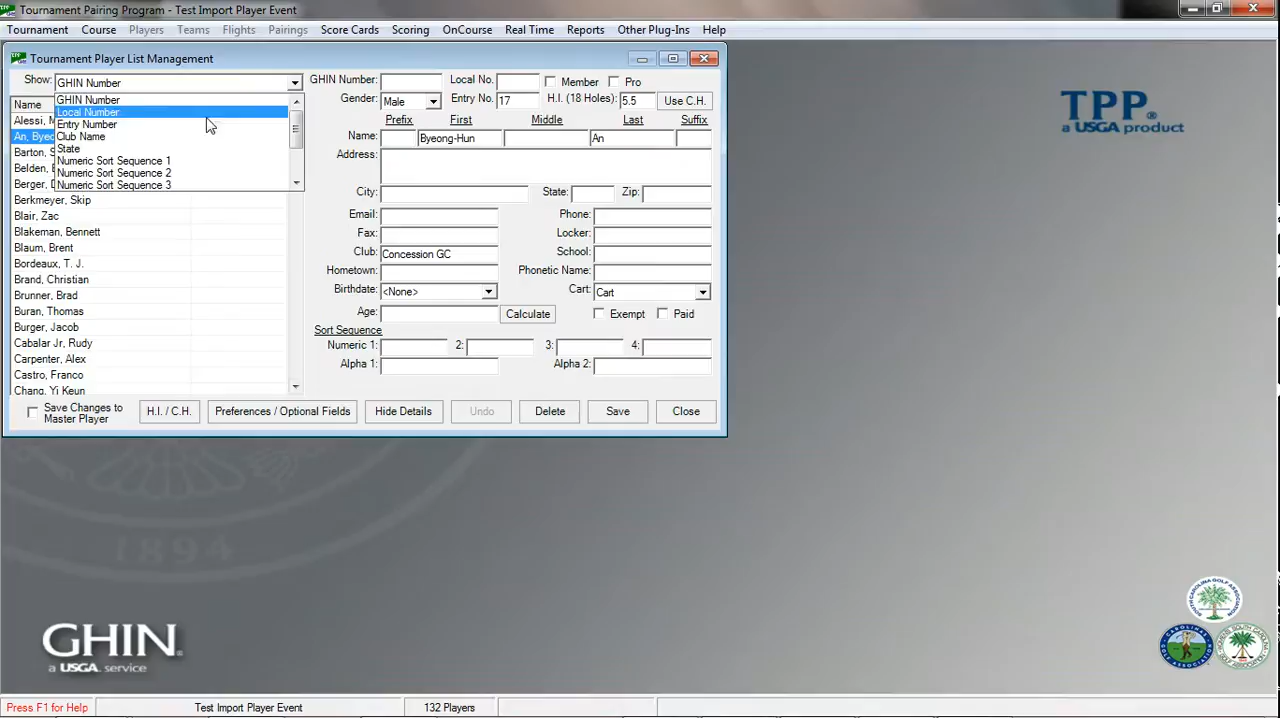 Tournament Pairing Program - Test Import Player Event
Tournament Course Players Teams Flights Pairings Score Cards Scoring OnCourse Real Time Reports Other Plug-Ins Help
Tournament Player List Management
Show: GHIN Number
GHIN Number
Local Number
Entry Number
Club Name
State
Numeric Sort Sequence 1
Numeric Sort Sequence 2
Numeric Sort Sequence 3
Name
Alessi, M
An, Byeo
Barton, S
Belden, B
Berger, D
Berkmeyer, Skip
Blair, Zac
Blakeman, Bennett
Blaum, Brent
Bordeaux, T. J.
Brand, Christian
Brunner, Brad
Buran, Thomas
Burger, Jacob
Cabalar Jr, Rudy
Carpenter, Alex
Castro, Franco
Chang, Yi Keun
GHIN Number: Local No. Member Pro
Gender: Male Entry No. 17 H.I. (18 Holes): 5.5 Use C.H.
Prefix First Middle Last Suffix
Name: Byeong-Hun An
Address:
City: State: Zip:
Email: Phone:
Fax: Locker:
Club: Concession GC School:
Hometown: Phonetic Name:
Birthdate: <None> Cart: Cart
Age: Calculate Exempt Paid
Sort Sequence
Numeric 1: 2: 3: 4:
Alpha 1: Alpha 2:
Save Changes to
Master Player
H.I. / C.H. Preferences / Optional Fields Hide Details Undo Delete Save Close
TPP®
a USGA product
1894
GHIN®
a USGA service
Press F1 for Help Test Import Player Event 132 Players